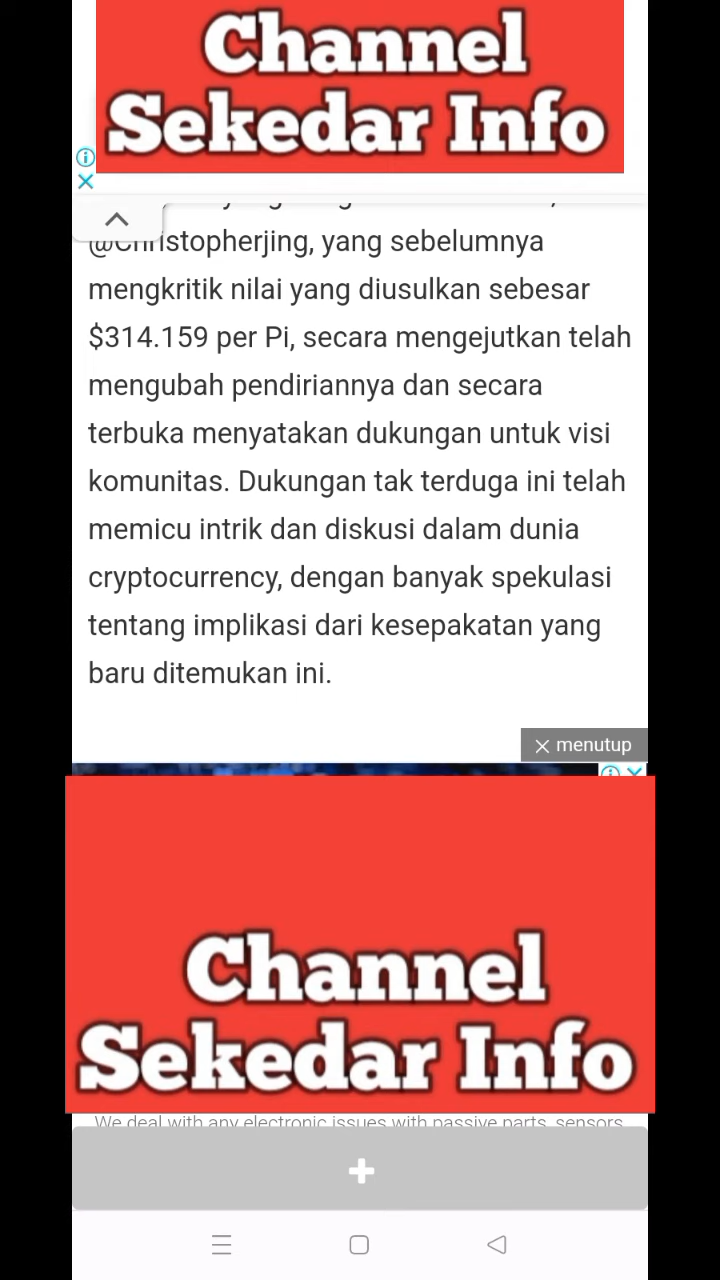 Channel
Sekedar Info
@Christopherjing, yang sebelumnya
mengkritik nilai yang diusulkan sebesar
$314.159 per Pi, secara mengejutkan telah
mengubah pendiriannya dan secara
terbuka menyatakan dukungan untuk visi
komunitas. Dukungan tak terduga ini telah
memicu intrik dan diskusi dalam dunia
cryptocurrency, dengan banyak spekulasi
tentang implikasi dari kesepakatan yang
baru ditemukan ini.
menutup
Channel
Sekedar Info
We deal with any electronic issues with passive parts, sensors